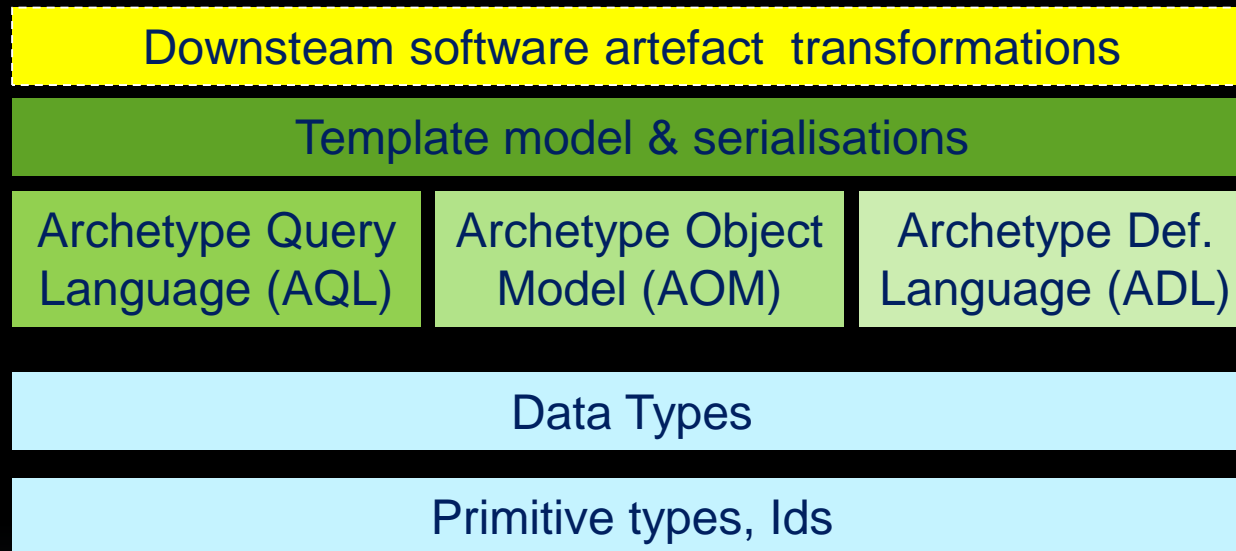 Downsteam software artefact  transformations
Template model & serialisations
Archetype Query
Language (AQL)
Archetype Object
Model (AOM)
Archetype Def.
Language (ADL)
Data Types
Primitive types, Ids